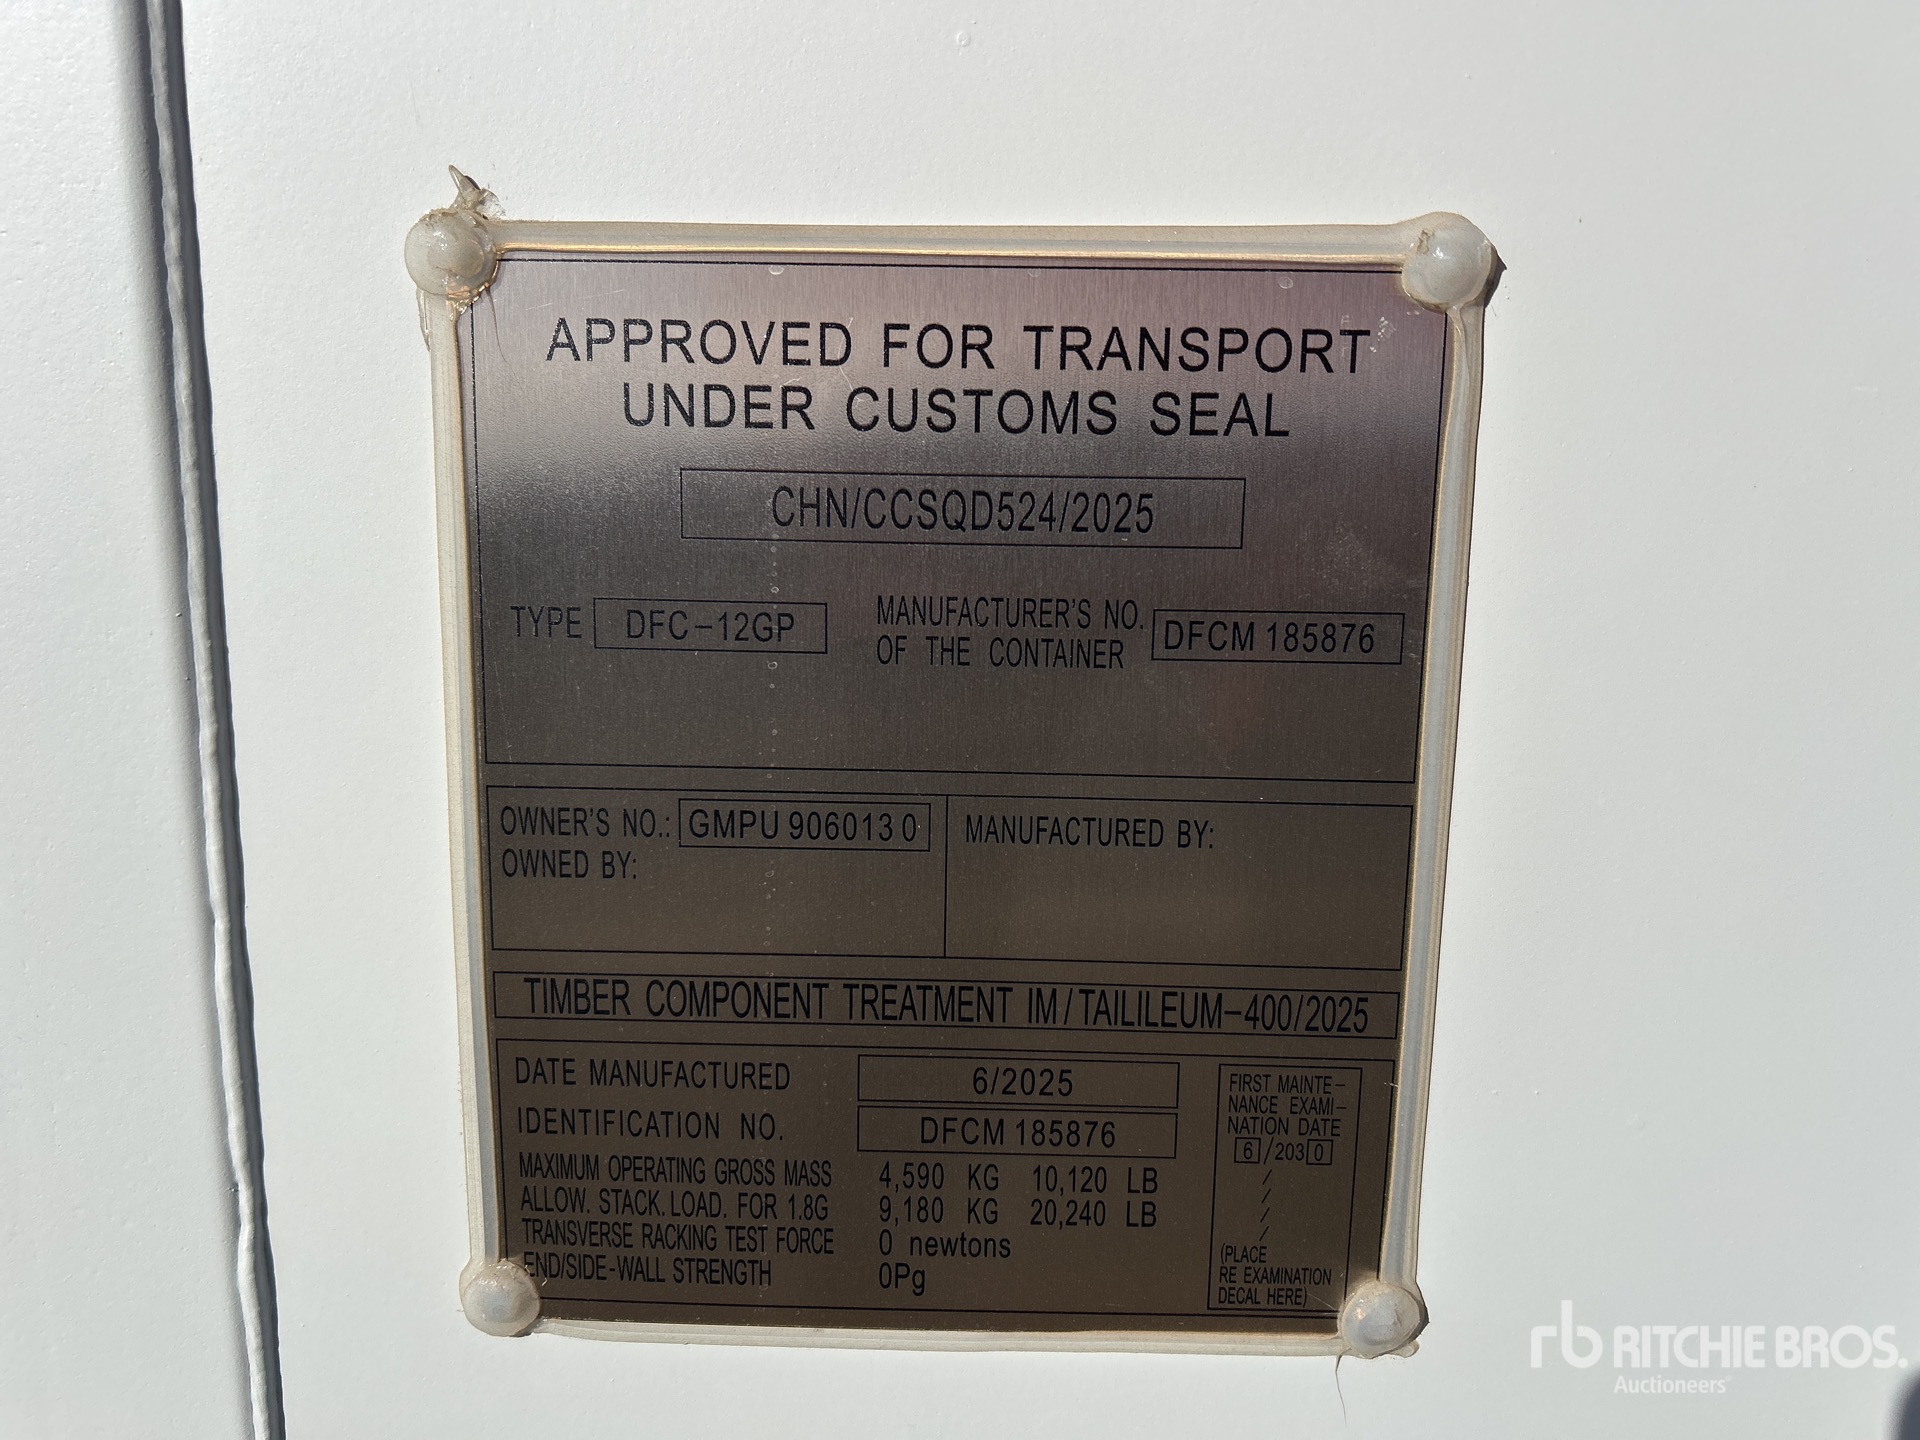 APPROVED FOR TRANSPORT
UNDER CUSTOMS SEAL
CHN/CCSQD524/2025
TYPE DFC-12GP
MANUFACTURER'S NO.
OF THE CONTAINER
DFCM 185876
OWNER'S NO.: GMPU 906013 0
OWNED BY:
MANUFACTURED BY:
TIMBER COMPONENT TREATMENT IM/TAILILEUM-400/2025
DATE MANUFACTURED 6/2025
IDENTIFICATION NO. DFCM 185876
MAXIMUM OPERATING GROSS MASS 4,590 KG 10,120 LB
ALLOW. STACK. LOAD. FOR 1.8G 9,180 KG 20,240 LB
TRANSVERSE RACKING TEST FORCE 0 newtons
END/SIDE-WALL STRENGTH 0Pg
FIRST MAINTE-
NANCE EXAMI-
NATION DATE
6/2030
/
/
/
/
(PLACE
RE EXAMINATION
DECAL HERE)
rb RITCHIE BROS.
Auctioneers